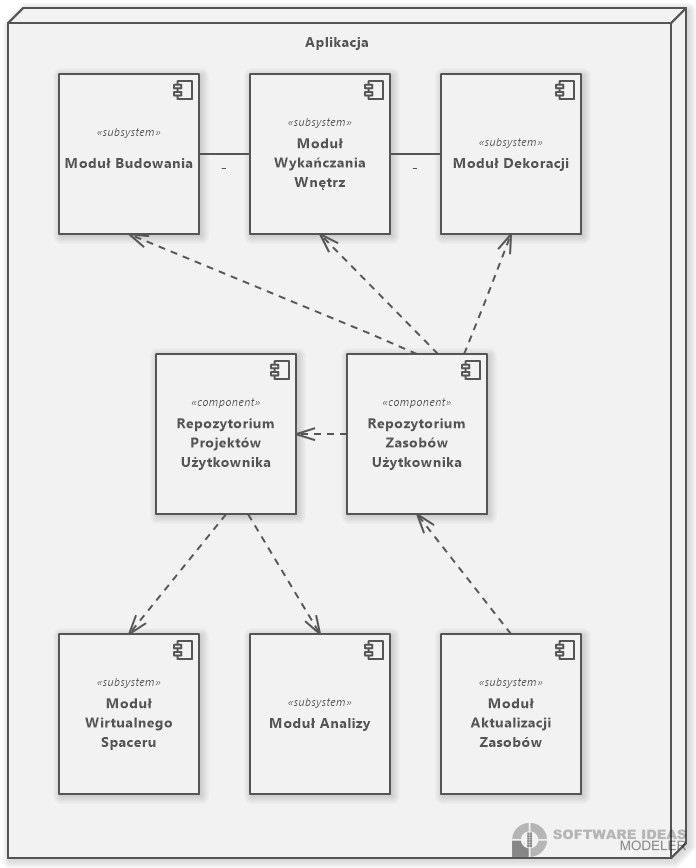 Aplikacja
«subsystem»
Moduł Budowania
«subsystem»
Moduł
Wykańczania
Wnętrz
«subsystem»
Moduł Dekoracji
-
-
«component»
Repozytorium
Projektów
Użytkownika
«component»
Repozytorium
Zasobów
Użytkownika
«subsystem»
Moduł
Wirtualnego
Spaceru
«subsystem»
Moduł Analizy
«subsystem»
Moduł
Aktualizacji
Zasobów
SOFTWARE IDEAS
MODELER